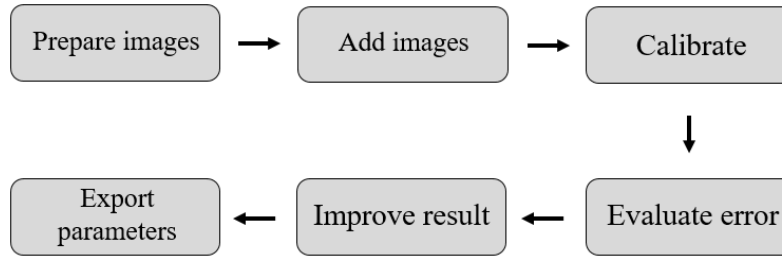 Prepare images
Add images
Calibrate
Evaluate error
Improve result
Export
parameters